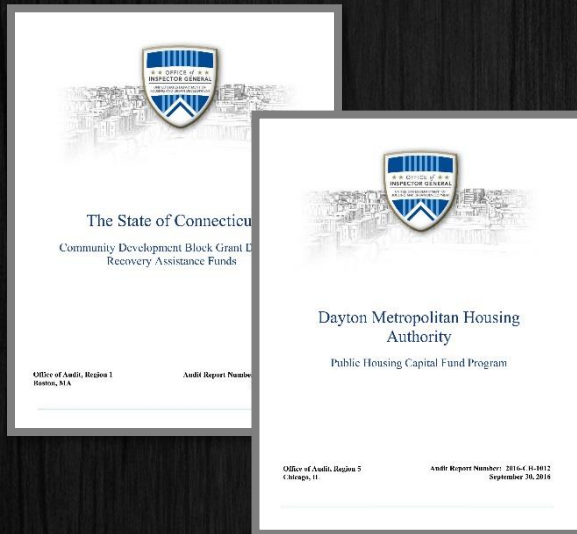 ★ ★ OFFICE of ★ ★
INSPECTOR GENERAL
The State of Connecticu
Community Development Block Grant D
Recovery Assistance Funds
Office of Audit, Region 1
Boston, MA
Audit Report Numbe
★ ★ OFFICE of ★ ★
INSPECTOR GENERAL
Dayton Metropolitan Housing
Authority
Public Housing Capital Fund Program
Office of Audit, Region 5
Chicago, IL
Audit Report Number: 2016-CH-1012
September 30, 2016